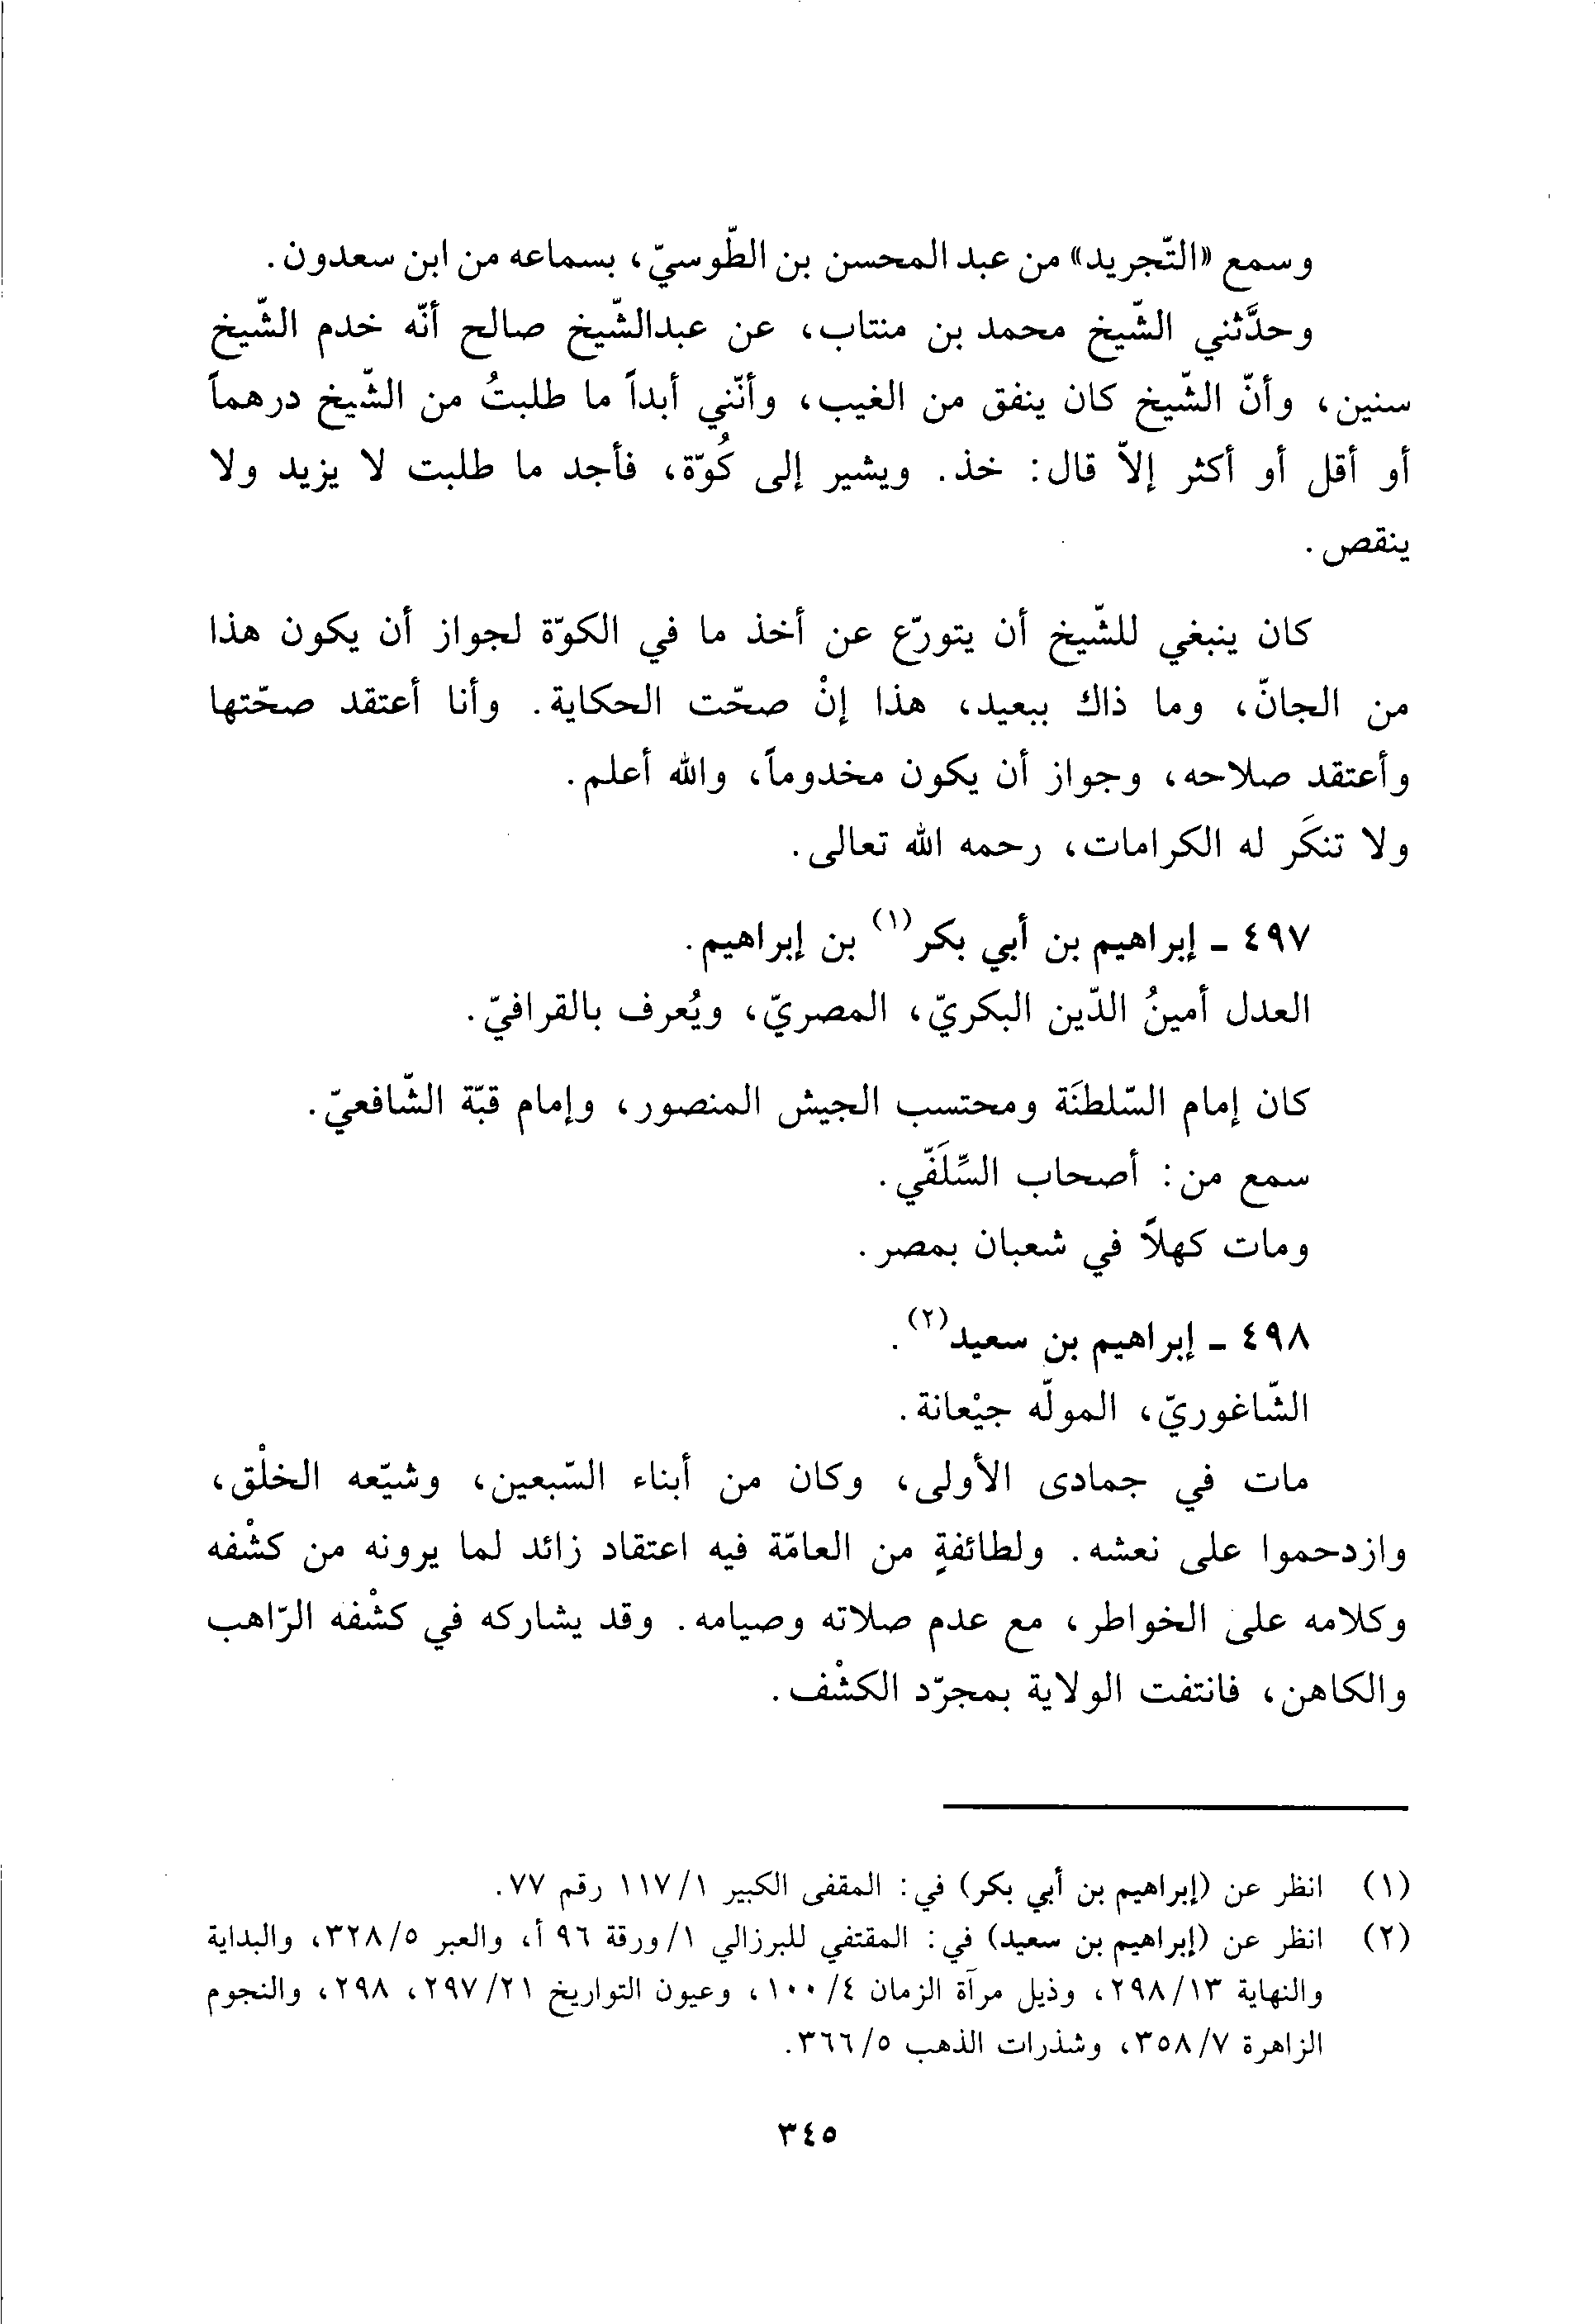 وسمع «التّجريد» من عبد المحسن بن الطّوسيّ، بسماعه من ابن سعدون.
وحدَّثني الشّيخ محمد بن منتاب، عن عبدالشّيخ صالح أنّه خدم الشّيخ
سنين، وأنّ الشّيخ كان ينفق من الغيب، وأنّني أبداً ما طلبتُ من الشّيخ درهماً
أو أقل أو أكثر إلاّ قال: خذ. ويشير إلى كُوّة، فأجد ما طلبت لا يزيد ولا
ينقص.
كان ينبغي للشّيخ أن يتورّع عن أخذ ما في الكوّة لجواز أن يكون هذا
من الجانّ، وما ذاك ببعيد، هذا إنْ صحّت الحكاية. وأنا أعتقد صحّتها
وأعتقد صلاحه، وجواز أن يكون مخدوماً، والله أعلم.
ولا تنكَر له الكرامات، رحمه الله تعالى.
٤٩٧ - إبراهيم بن أبي بكر(١) بن إبراهيم.
العدل أمينُ الدّين البكريّ، المصريّ، ويُعرف بالقرافيّ.
كان إمام السّلطنَة ومحتسب الجيش المنصور، وإمام قبّة الشّافعيّ.
سمع من: أصحاب السِّلَفّي.
ومات كهلاً في شعبان بمصر.
٤٩٨ - إبراهيم بن سعيد(٢).
الشّاغوريّ، المولّه جيْعانة.
مات في جمادى الأولى، وكان من أبناء السّبعين، وشيّعه الخلْق،
وازدحموا على نعشه. ولطائفةٍ من العامّة فيه اعتقاد زائد لما يرونه من كشْفه
وكلامه على الخواطر، مع عدم صلاته وصيامه. وقد يشاركه في كشْفه الرّاهب
والكاهن، فانتفت الولاية بمجرّد الكشْف.
(١) انظر عن (إبراهيم بن أبي بكر) في: المقفى الكبير ١/١١٧ رقم ٧٧.
(٢) انظر عن (إبراهيم بن سعيد) في: المقتفي للبرزالي ١/ورقة ٩٦ أ، والعبر ٥/٣٢٨، والبداية
والنهاية ١٣/٢٩٨، وذيل مرآة الزمان ٤/١٠٠، وعيون التواريخ ٢١/٢٩٧، ٢٩٨، والنجوم
الزاهرة ٧/٣٥٨، وشذرات الذهب ٥/٣٦٦.
٣٤٥